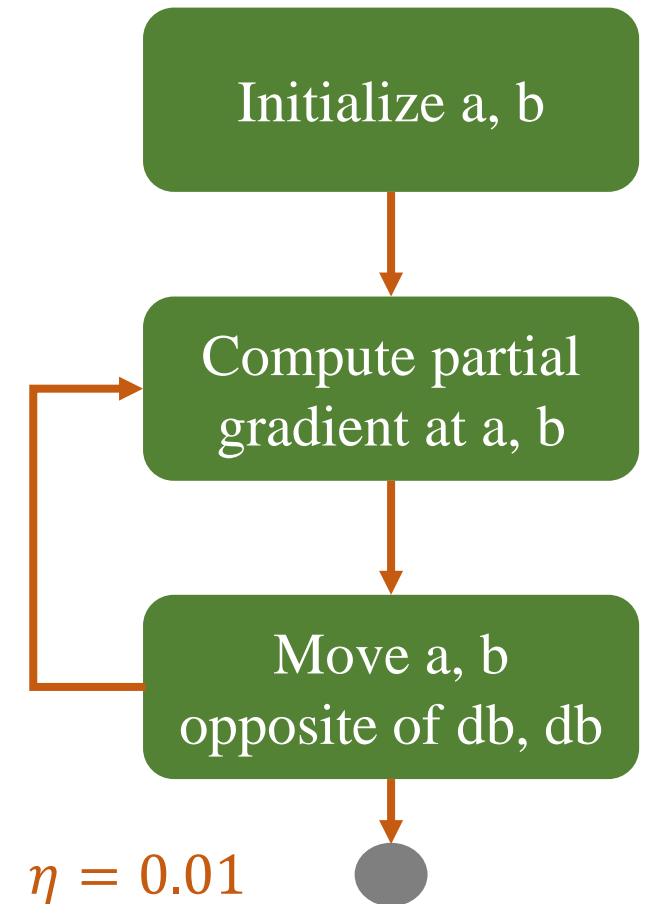 Initialize a, b
Compute partial
gradient at a, b
Move a, b
opposite of db, db
η = 0.01